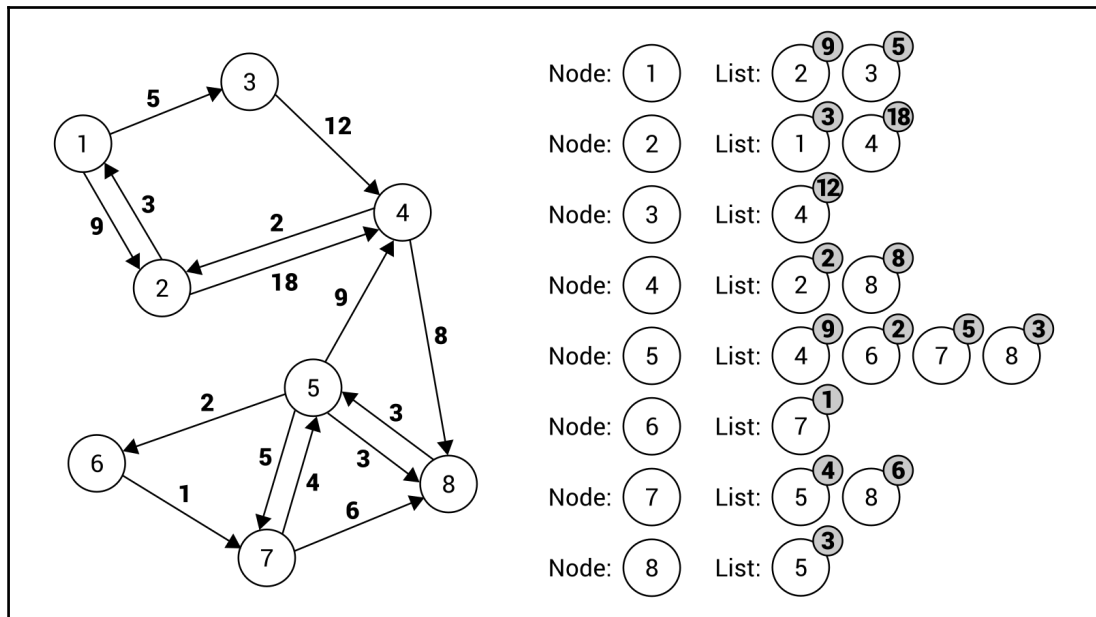 3
5
12
1
3
4
9
2
2
18
9
8
5
2
3
6
5
3
8
1
4
6
7
Node: 1 List: 2 9 3 5
Node: 2 List: 1 3 4 18
Node: 3 List: 4 12
Node: 4 List: 2 2 8 8
Node: 5 List: 4 9 6 2 7 5 8 3
Node: 6 List: 7 1
Node: 7 List: 5 4 8 6
Node: 8 List: 5 3